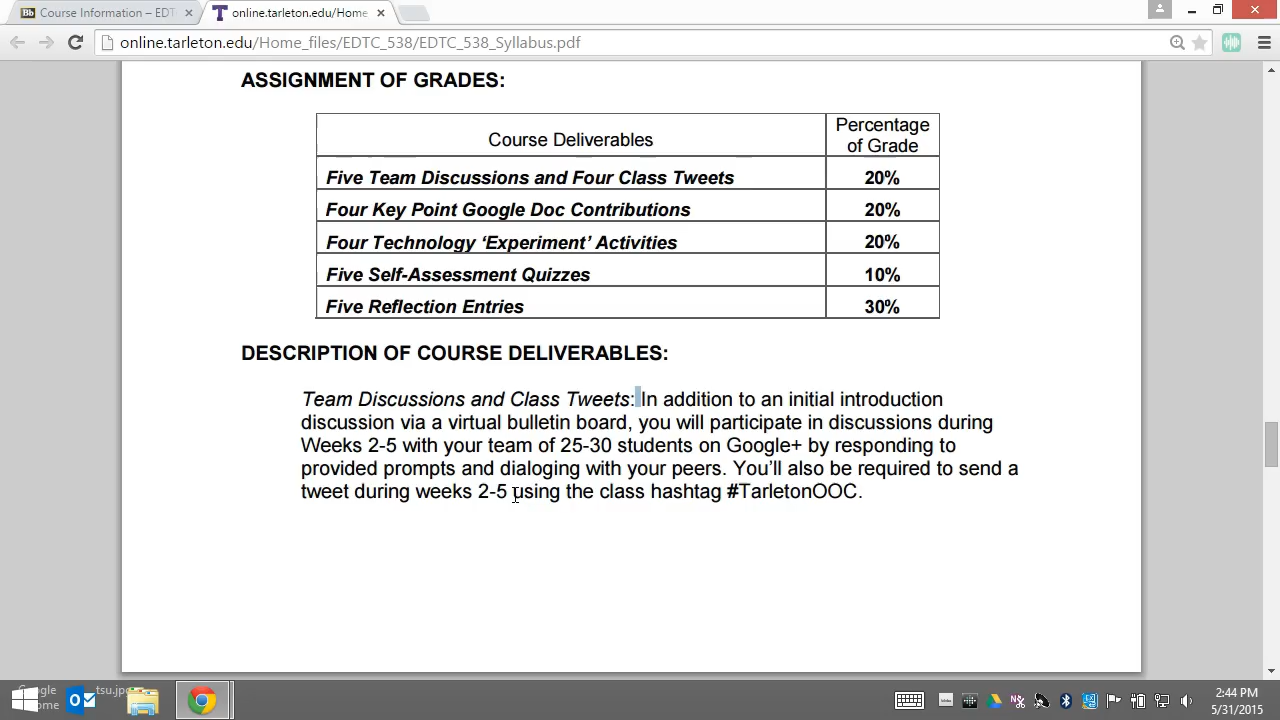 Bb Course Information – EDT
T online.tarleton.edu/Home_
online.tarleton.edu/Home_files/EDTC_538/EDTC_538_Syllabus.pdf
ASSIGNMENT OF GRADES:
Course Deliverables
Percentage
of Grade
Five Team Discussions and Four Class Tweets 20%
Four Key Point Google Doc Contributions 20%
Four Technology ‘Experiment’ Activities 20%
Five Self-Assessment Quizzes 10%
Five Reflection Entries 30%
DESCRIPTION OF COURSE DELIVERABLES:
Team Discussions and Class Tweets: In addition to an initial introduction
discussion via a virtual bulletin board, you will participate in discussions during
Weeks 2-5 with your team of 25-30 students on Google+ by responding to
provided prompts and dialoging with your peers. You’ll also be required to send a
tweet during weeks 2-5 using the class hashtag #TarletonOOC.
Google
tsu.jp
ome
2:44 PM
5/31/2015